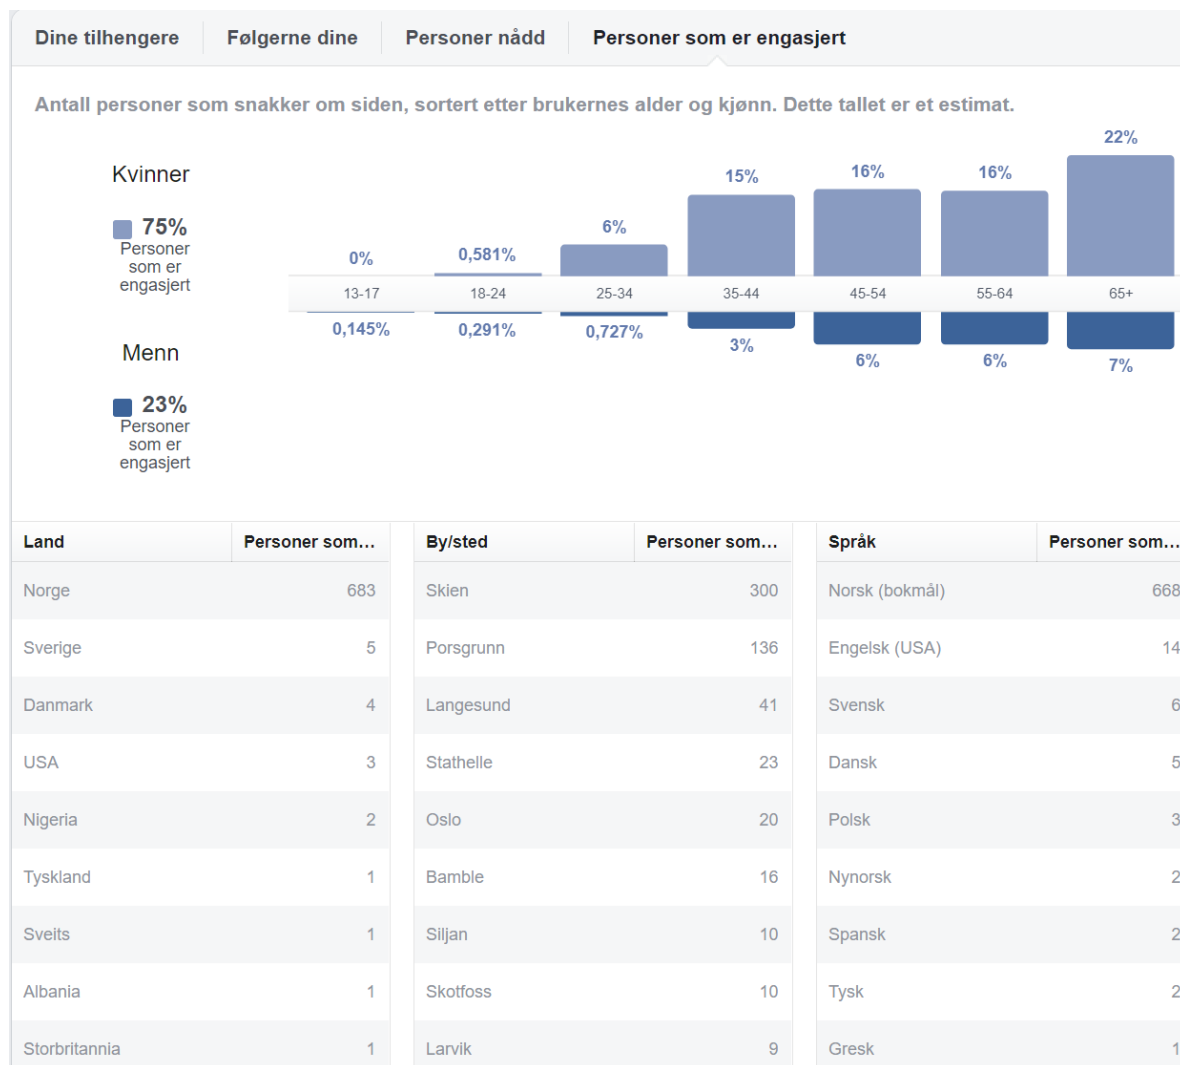 Dine tilhengere Følgerne dine Personer nådd Personer som er engasjert
Antall personer som snakker om siden, sortert etter brukernes alder og kjønn. Dette tallet er et estimat.
Kvinner
75%
Personer
som er
engasjert
0% 0,581% 6% 15% 16% 16% 22%
13-17 18-24 25-34 35-44 45-54 55-64 65+
0,145% 0,291% 0,727% 3% 6% 6% 7%
Menn
23%
Personer
som er
engasjert
Land Personer som… By/sted Personer som… Språk Personer som…
Norge 683 Skien 300 Norsk (bokmål) 668
Sverige 5 Porsgrunn 136 Engelsk (USA) 14
Danmark 4 Langesund 41 Svensk 6
USA 3 Stathelle 23 Dansk 5
Nigeria 2 Oslo 20 Polsk 3
Tyskland 1 Bamble 16 Nynorsk 2
Sveits 1 Siljan 10 Spansk 2
Albania 1 Skotfoss 10 Tysk 2
Storbritannia 1 Larvik 9 Gresk 1